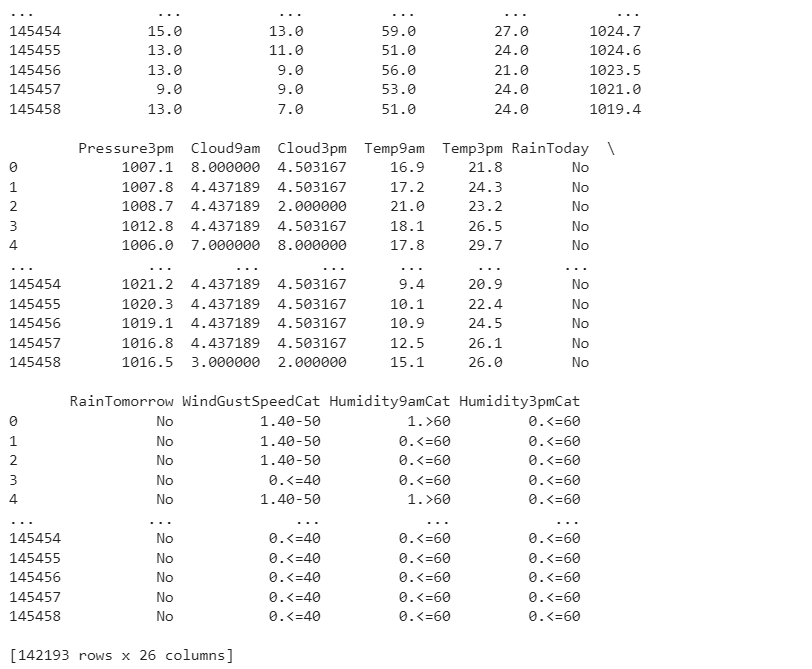 ...          ...          ...          ...          ...          ...
145454       15.0         13.0         59.0         27.0       1024.7
145455       13.0         11.0         51.0         24.0       1024.6
145456       13.0          9.0         56.0         21.0       1023.5
145457        9.0          9.0         53.0         24.0       1021.0
145458       13.0          7.0         51.0         24.0       1019.4
        Pressure3pm  Cloud9am  Cloud3pm  Temp9am  Temp3pm RainToday  \
0            1007.1  8.000000  4.503167     16.9     21.8        No
1            1007.8  4.437189  4.503167     17.2     24.3        No
2            1008.7  4.437189  2.000000     21.0     23.2        No
3            1012.8  4.437189  4.503167     18.1     26.5        No
4            1006.0  7.000000  8.000000     17.8     29.7        No
...             ...       ...       ...      ...      ...       ...
145454       1021.2  4.437189  4.503167      9.4     20.9        No
145455       1020.3  4.437189  4.503167     10.1     22.4        No
145456       1019.1  4.437189  4.503167     10.9     24.5        No
145457       1016.8  4.437189  4.503167     12.5     26.1        No
145458       1016.5  3.000000  2.000000     15.1     26.0        No
       RainTomorrow WindGustSpeedCat Humidity9amCat Humidity3pmCat
0                No          1.40-50          1.>60         0.<=60
1                No          1.40-50         0.<=60         0.<=60
2                No          1.40-50         0.<=60         0.<=60
3                No           0.<=40         0.<=60         0.<=60
4                No          1.40-50          1.>60         0.<=60
...             ...              ...            ...            ...
145454           No           0.<=40         0.<=60         0.<=60
145455           No           0.<=40         0.<=60         0.<=60
145456           No           0.<=40         0.<=60         0.<=60
145457           No           0.<=40         0.<=60         0.<=60
145458           No           0.<=40         0.<=60         0.<=60
[142193 rows x 26 columns]